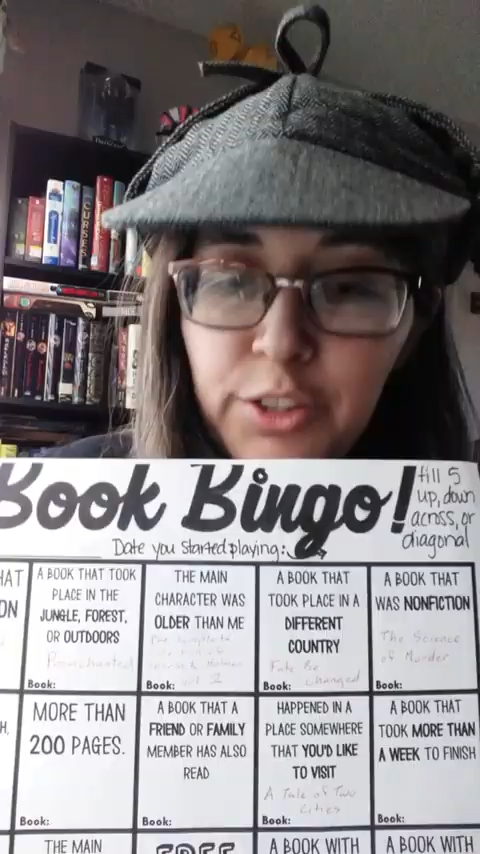 Book Bingo!
fill 5
up, down
across, or
diagonal
Date you started playing:
HAT
ON
A BOOK THAT TOOK
PLACE IN THE
JUNGLE, FOREST,
OR OUTDOORS
Book:
THE MAIN
CHARACTER WAS
OLDER THAN ME
Book:
A BOOK THAT
TOOK PLACE IN A
DIFFERENT
COUNTRY
Fate Be
Changed
Book:
A BOOK THAT
WAS NONFICTION
The Science
of Murder
Book:
H,
MORE THAN
200 PAGES.
Book:
A BOOK THAT A
FRIEND OR FAMILY
MEMBER HAS ALSO
READ
Book:
HAPPENED IN A
PLACE SOMEWHERE
THAT YOU'D LIKE
TO VISIT
A Tale of Two
Cities
Book:
A BOOK THAT
TOOK MORE THAN
A WEEK TO FINISH
Book:
THE MAIN
FREE
A BOOK WITH
A BOOK WITH
CURSE